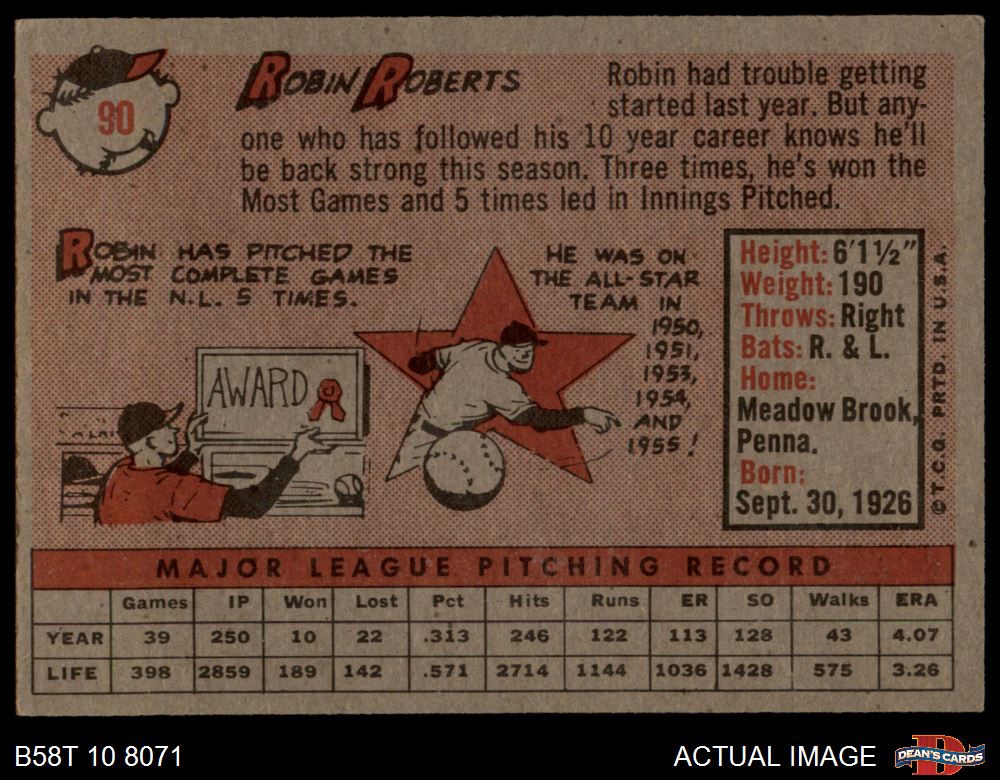 90
ROBIN ROBERTS
Robin had trouble getting
started last year. But any-
one who has followed his 10 year career knows he'll
be back strong this season. Three times, he's won the
Most Games and 5 times led in Innings Pitched.
ROBIN HAS PITCHED THE
MOST COMPLETE GAMES
IN THE N.L. 5 TIMES.
AWARD
HE WAS ON
THE ALL-STAR
TEAM IN
1950,
1951,
1953,
1954,
AND
1955!
Height: 6'1½"
Weight: 190
Throws: Right
Bats: R. & L.
Home:
Meadow Brook,
Penna.
Born:
Sept. 30, 1926
© T.C.G. PRTD. IN U.S.A.
MAJOR LEAGUE PITCHING RECORD
Games IP Won Lost Pct Hits Runs ER SO Walks ERA
YEAR 39 250 10 22 .313 246 122 113 128 43 4.07
LIFE 398 2859 189 142 .571 2714 1144 1036 1428 575 3.26
B58T 10 8071
ACTUAL IMAGE
DEAN'S CARDS